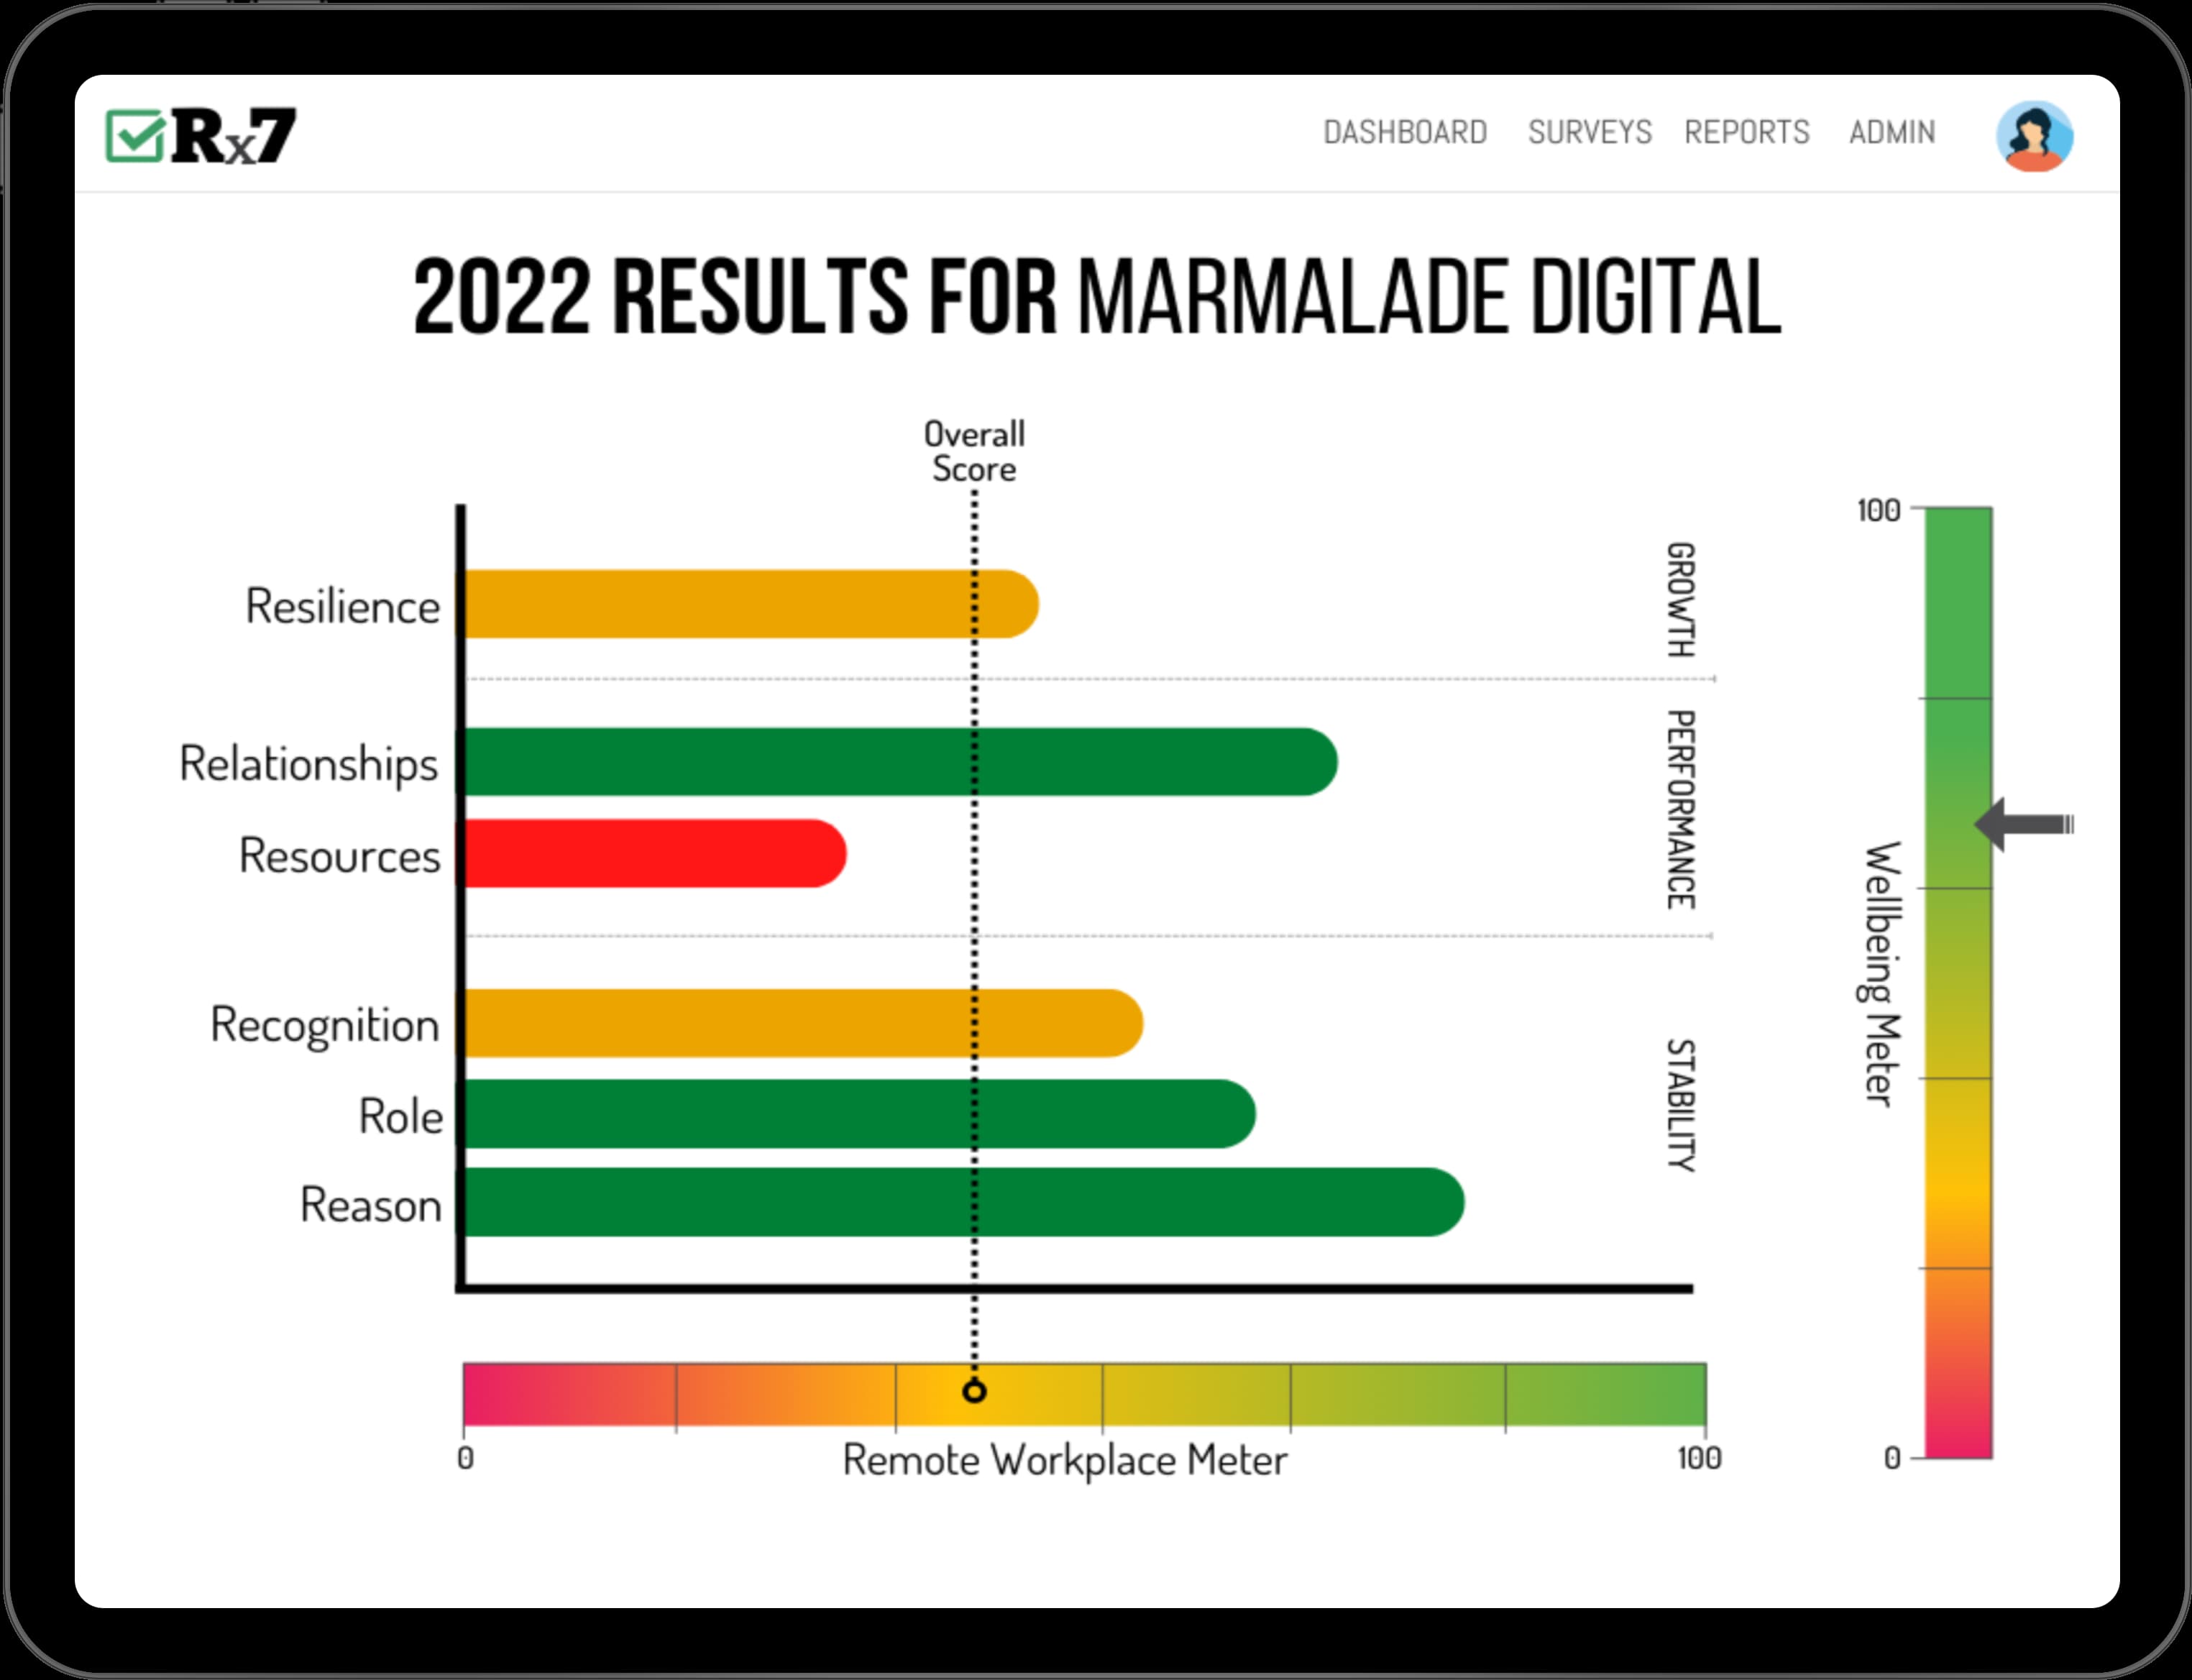 Rx7
DASHBOARD SURVEYS REPORTS ADMIN
2022 RESULTS FOR MARMALADE DIGITAL
Overall
Score
Resilience
Relationships
Resources
Recognition
Role
Reason
GROWTH
PERFORMANCE
STABILITY
0
Remote Workplace Meter
100
100
Wellbeing Meter
0